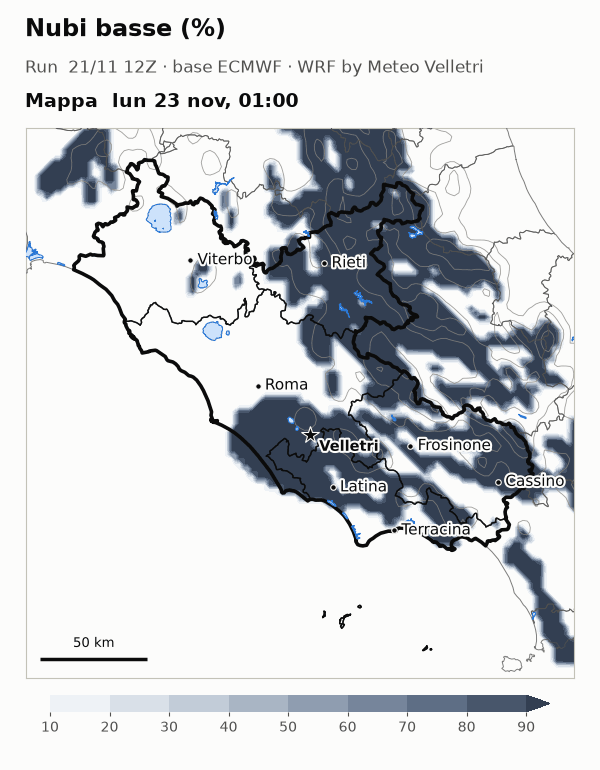 Nubi basse (%)
Run 21/11 12Z · base ECMWF · WRF by Meteo Velletri
Mappa lun 23 nov, 01:00
Viterbo
Rieti
Roma
Velletri
Frosinone
Cassino
Latina
Terracina
50 km
10 20 30 40 50 60 70 80 90